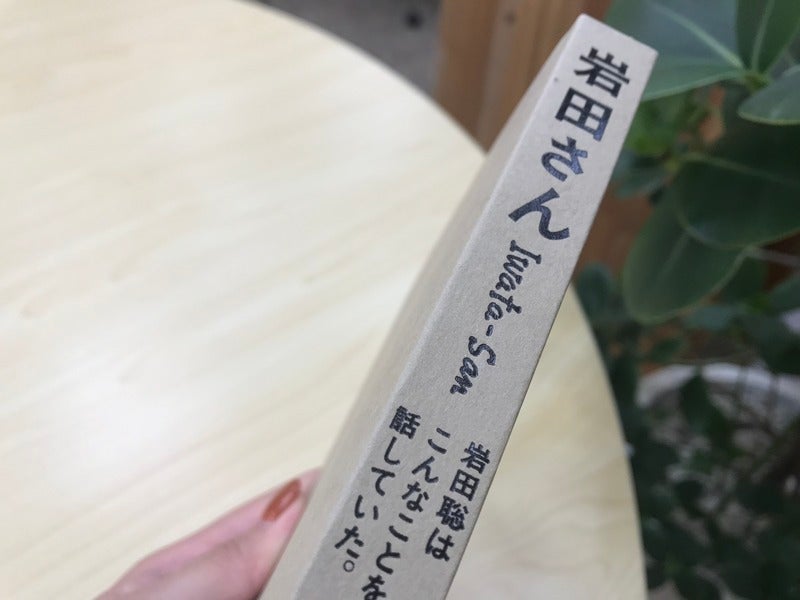 岩田さん
Iwata-San
岩田聡は
こんなことを
話していた。